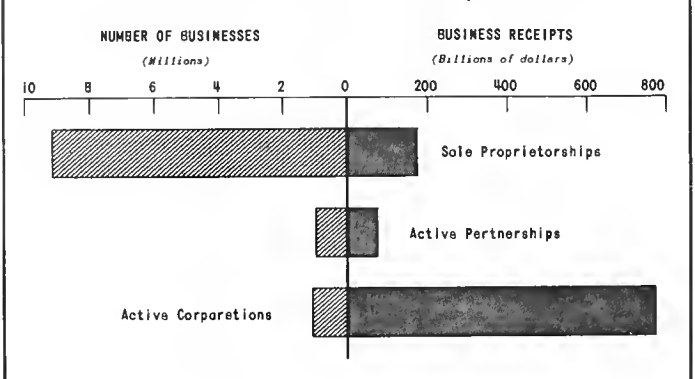 NUMBER OF BUSINESSES
(Millions)
BUSINESS RECEIPTS
(Billions of dollars)
10 8 6 4 2 0 200 400 600 800
Sole Proprietorships
Active Partnerships
Active Corporations